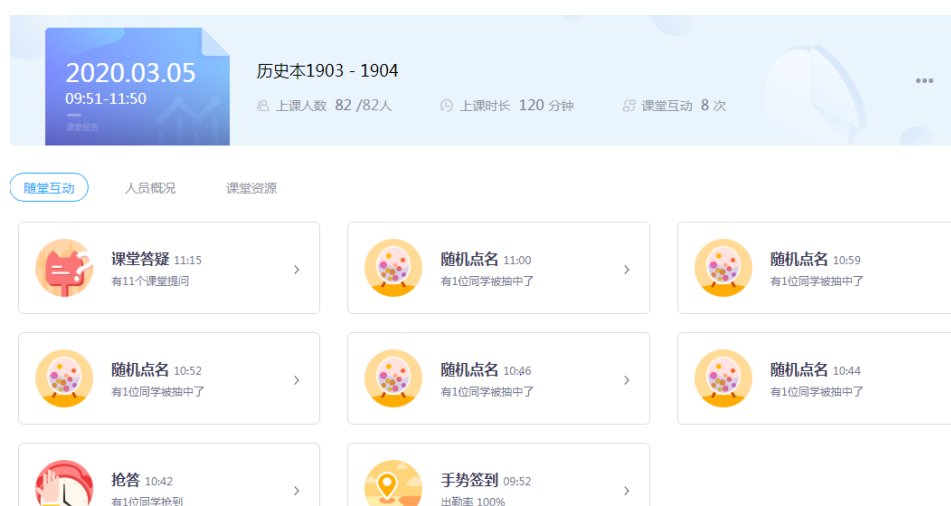 2020.03.05
09:51-11:50
课堂报告
历史本1903 - 1904
上课人数 82 /82人 上课时长 120 分钟 课堂互动 8 次
随堂互动 人员概况 课堂资源
课堂答疑 11:15
有11个课堂提问
随机点名 11:00
有1位同学被抽中了
随机点名 10:59
有1位同学被抽中了
随机点名 10:52
有1位同学被抽中了
随机点名 10:46
有1位同学被抽中了
随机点名 10:44
有1位同学被抽中了
抢答 10:42
有1位同学抢到
手势签到 09:52
出勤率 100%